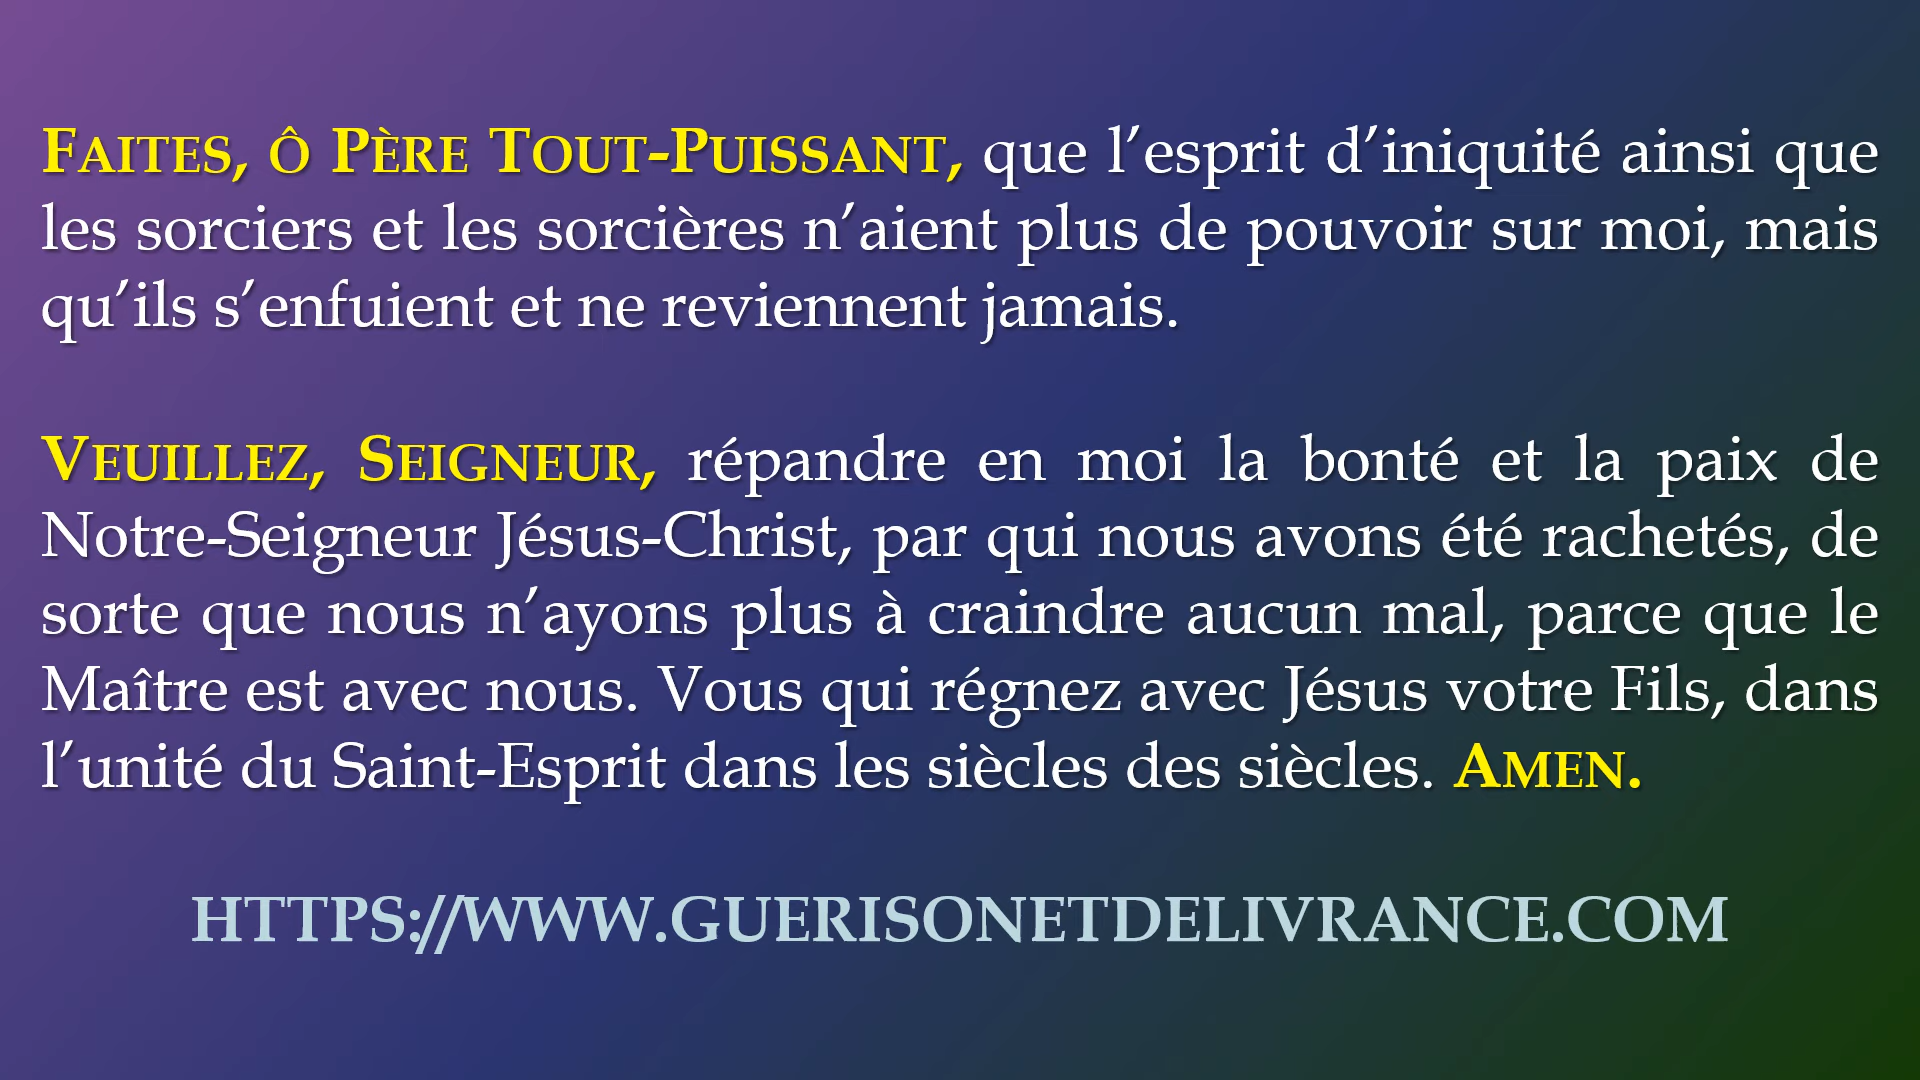 Faites, ô Père Tout-Puissant, que l’esprit d’iniquité ainsi que
les sorciers et les sorcières n’aient plus de pouvoir sur moi, mais
qu’ils s’enfuient et ne reviennent jamais.
Veuillez, Seigneur, répandre en moi la bonté et la paix de
Notre-Seigneur Jésus-Christ, par qui nous avons été rachetés, de
sorte que nous n’ayons plus à craindre aucun mal, parce que le
Maître est avec nous. Vous qui régnez avec Jésus votre Fils, dans
l’unité du Saint-Esprit dans les siècles des siècles. Amen.
HTTPS://WWW.GUERISONETDELIVRANCE.COM